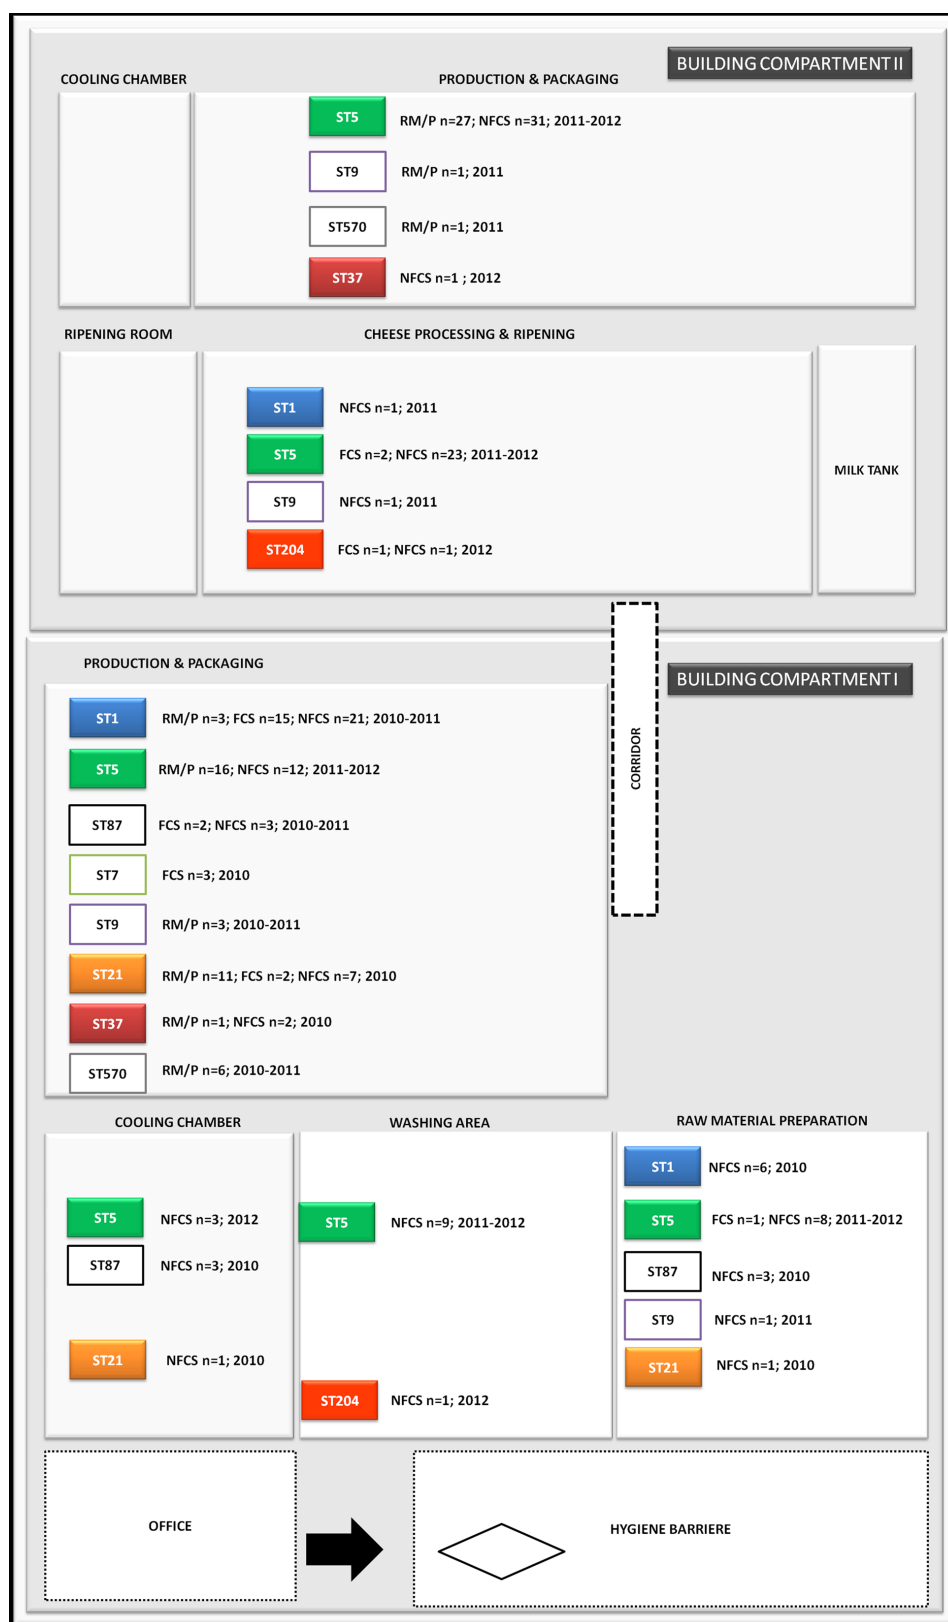 BUILDING COMPARTMENT II
COOLING CHAMBER
PRODUCTION & PACKAGING
ST5 RM/P n=27; NFCS n=31; 2011-2012
ST9 RM/P n=1; 2011
ST570 RM/P n=1; 2011
ST37 NFCS n=1 ; 2012
RIPENING ROOM
CHEESE PROCESSING & RIPENING
ST1 NFCS n=1; 2011
ST5 FCS n=2; NFCS n=23; 2011-2012
ST9 NFCS n=1; 2011
ST204 FCS n=1; NFCS n=1; 2012
MILK TANK
PRODUCTION & PACKAGING
BUILDING COMPARTMENT I
ST1 RM/P n=3; FCS n=15; NFCS n=21; 2010-2011
ST5 RM/P n=16; NFCS n=12; 2011-2012
ST87 FCS n=2; NFCS n=3; 2010-2011
ST7 FCS n=3; 2010
ST9 RM/P n=3; 2010-2011
ST21 RM/P n=11; FCS n=2; NFCS n=7; 2010
ST37 RM/P n=1; NFCS n=2; 2010
ST570 RM/P n=6; 2010-2011
CORRIDOR
COOLING CHAMBER
ST5 NFCS n=3; 2012
ST87 NFCS n=3; 2010
ST21 NFCS n=1; 2010
WASHING AREA
ST5 NFCS n=9; 2011-2012
ST204 NFCS n=1; 2012
RAW MATERIAL PREPARATION
ST1 NFCS n=6; 2010
ST5 FCS n=1; NFCS n=8; 2011-2012
ST87 NFCS n=3; 2010
ST9 NFCS n=1; 2011
ST21 NFCS n=1; 2010
OFFICE
HYGIENE BARRIERE